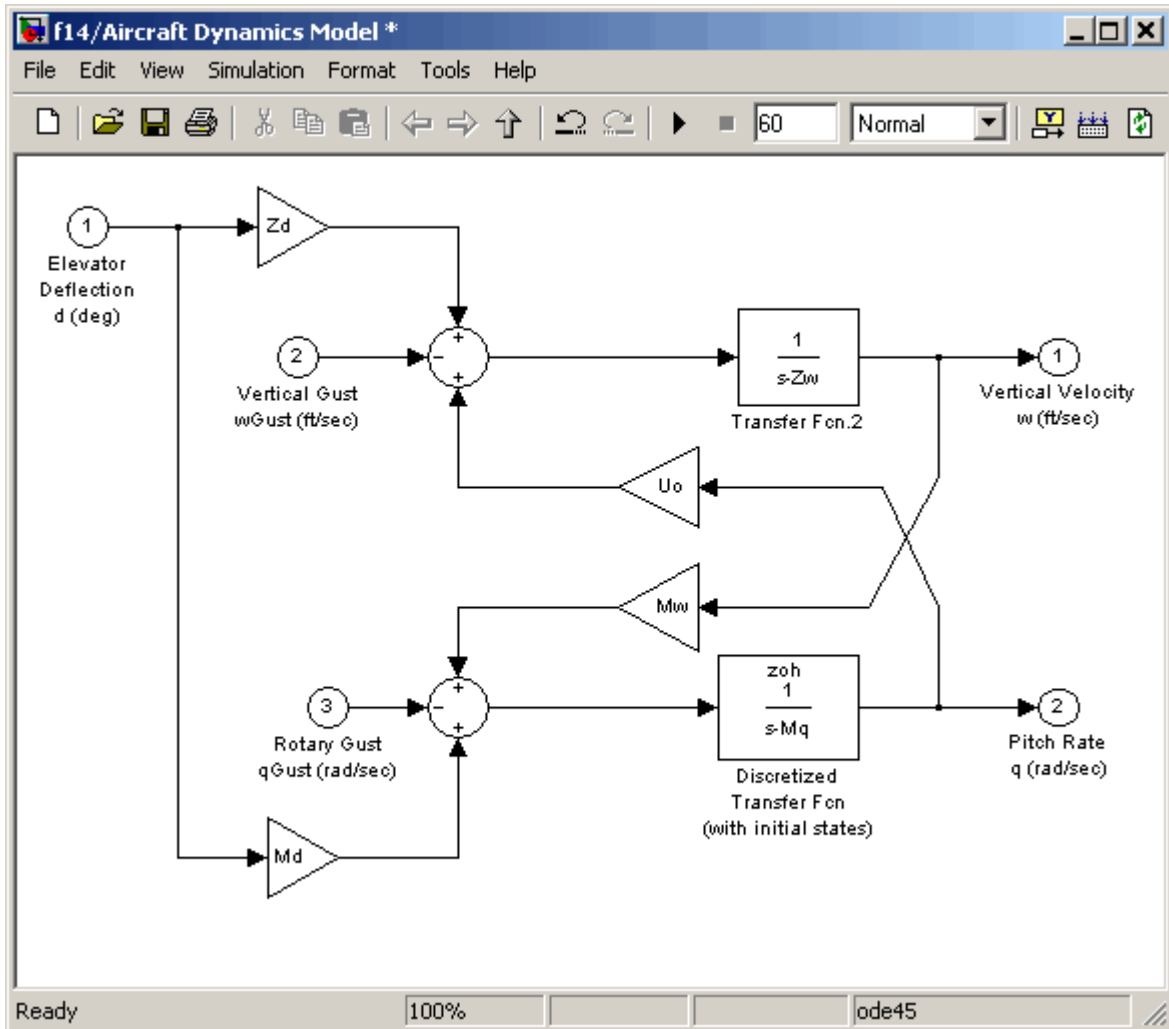 f14/Aircraft Dynamics Model *
File Edit View Simulation Format Tools Help
60 Normal
Y
1
Elevator
Deflection
d (deg)
Zd
+
-
+
2
Vertical Gust
wGust (ft/sec)
1
s-Zw
Transfer Fcn.2
1
Vertical Velocity
w (ft/sec)
Uo
Mw
+
-
+
3
Rotary Gust
qGust (rad/sec)
zoh
1
s-Mq
Discretized
Transfer Fcn
(with initial states)
2
Pitch Rate
q (rad/sec)
Md
Ready 100% ode45